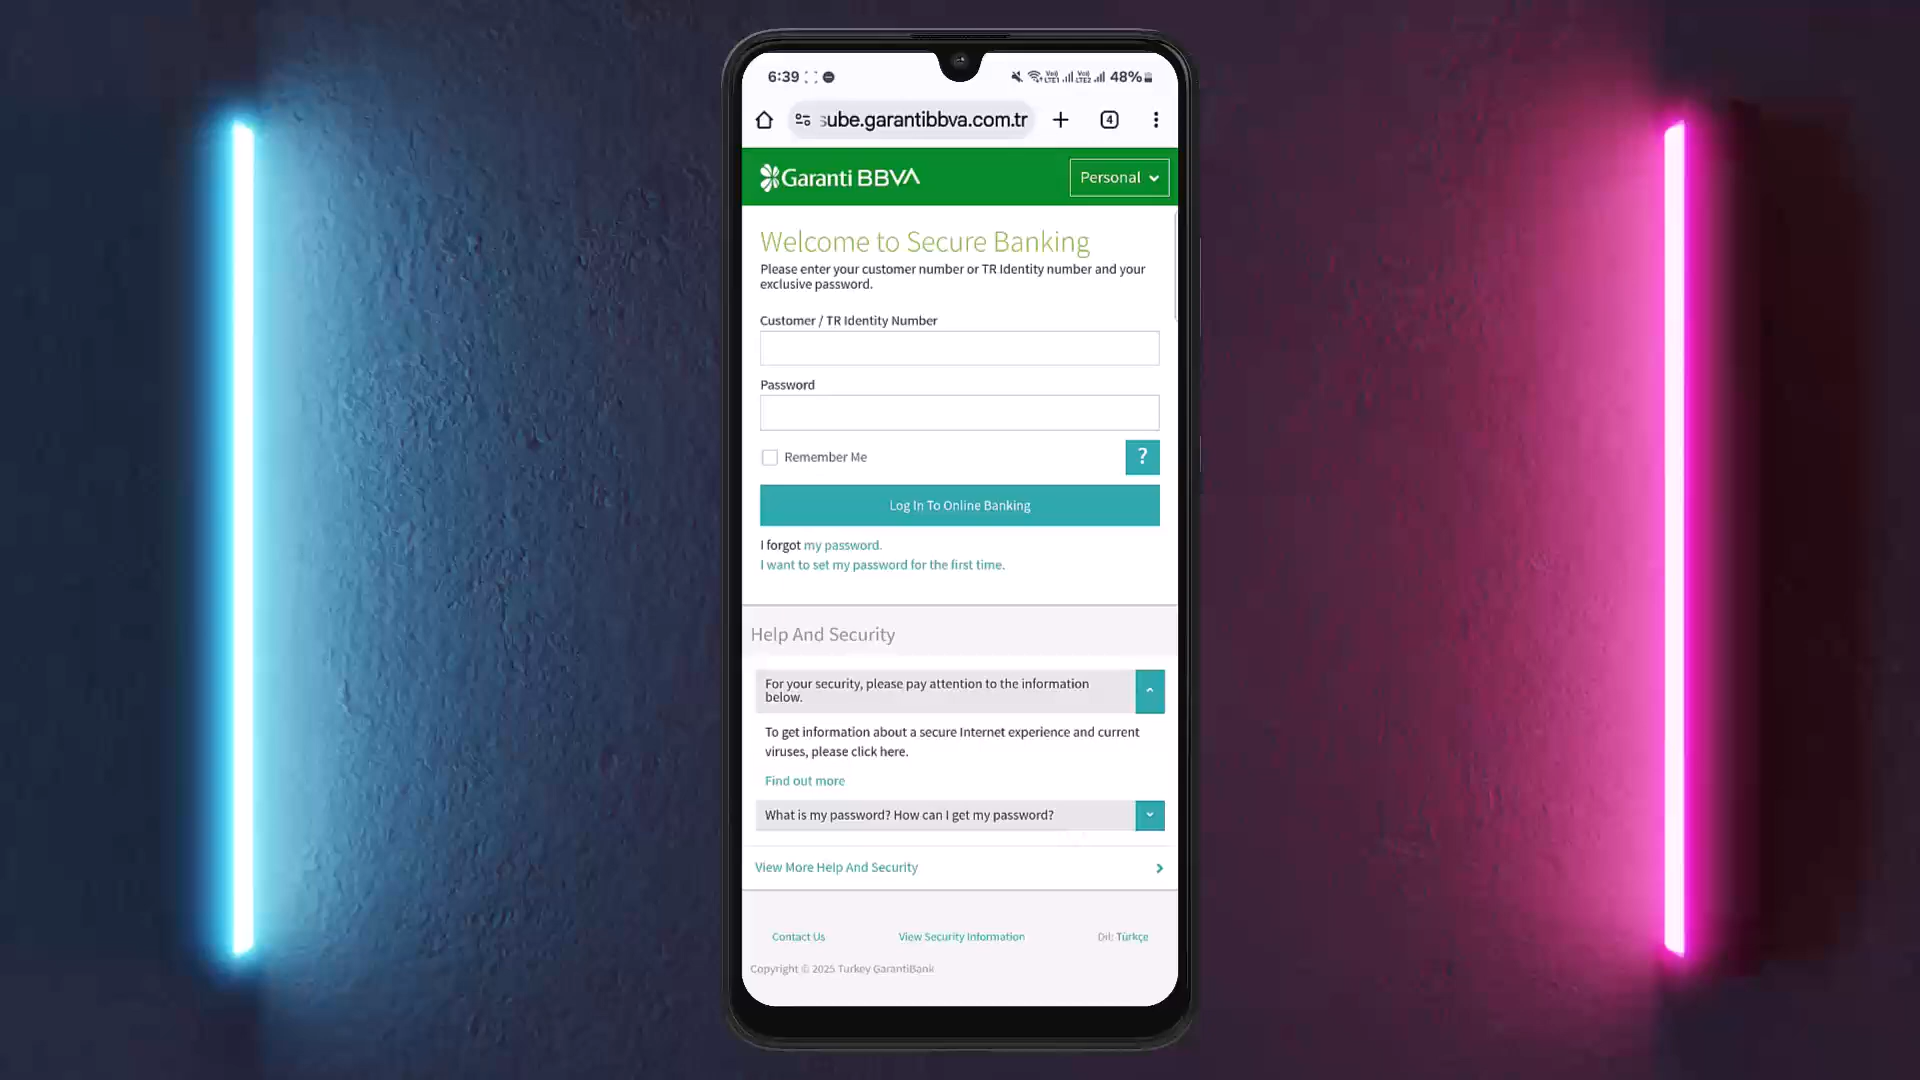 6:39
48%
sube.garantibbva.com.tr
4
Garanti BBVA
Personal
Welcome to Secure Banking
Please enter your customer number or TR Identity number and your
exclusive password.
Customer / TR Identity Number
Password
Remember Me
?
Log In To Online Banking
I forgot my password.
I want to set my password for the first time.
Help And Security
For your security, please pay attention to the information
below.
To get information about a secure Internet experience and current
viruses, please click here.
Find out more
What is my password? How can I get my password?
View More Help And Security
Contact Us
View Security Information
Dil: Türkçe
Copyright © 2025 Turkey GarantiBank